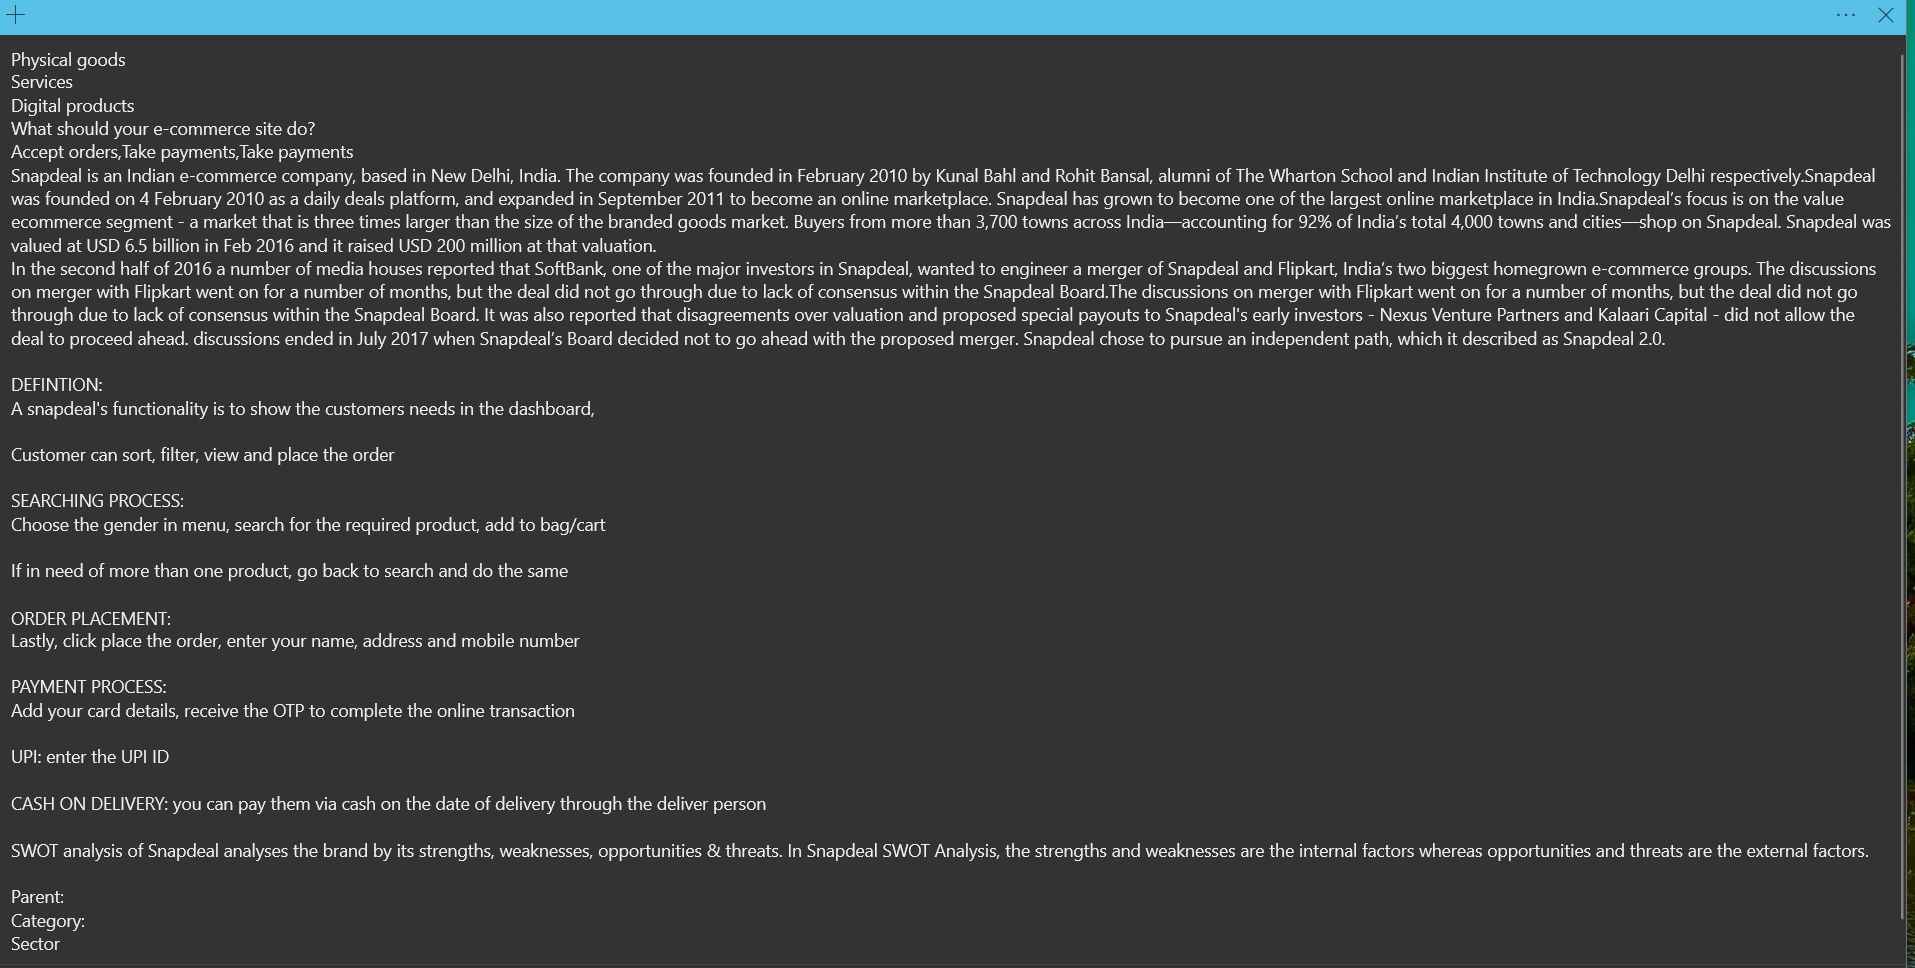 Physical goods
Services
Digital products
What should your e-commerce site do?
Accept orders,Take payments,Take payments
Snapdeal is an Indian e-commerce company, based in New Delhi, India. The company was founded in February 2010 by Kunal Bahl and Rohit Bansal, alumni of The Wharton School and Indian Institute of Technology Delhi respectively.Snapdeal
was founded on 4 February 2010 as a daily deals platform, and expanded in September 2011 to become an online marketplace. Snapdeal has grown to become one of the largest online marketplace in India.Snapdeal’s focus is on the value
ecommerce segment - a market that is three times larger than the size of the branded goods market. Buyers from more than 3,700 towns across India—accounting for 92% of India’s total 4,000 towns and cities—shop on Snapdeal. Snapdeal was
valued at USD 6.5 billion in Feb 2016 and it raised USD 200 million at that valuation.
In the second half of 2016 a number of media houses reported that SoftBank, one of the major investors in Snapdeal, wanted to engineer a merger of Snapdeal and Flipkart, India’s two biggest homegrown e-commerce groups. The discussions
on merger with Flipkart went on for a number of months, but the deal did not go through due to lack of consensus within the Snapdeal Board.The discussions on merger with Flipkart went on for a number of months, but the deal did not go
through due to lack of consensus within the Snapdeal Board. It was also reported that disagreements over valuation and proposed special payouts to Snapdeal's early investors - Nexus Venture Partners and Kalaari Capital - did not allow the
deal to proceed ahead. discussions ended in July 2017 when Snapdeal’s Board decided not to go ahead with the proposed merger. Snapdeal chose to pursue an independent path, which it described as Snapdeal 2.0.
DEFINTION:
A snapdeal's functionality is to show the customers needs in the dashboard,
Customer can sort, filter, view and place the order
SEARCHING PROCESS:
Choose the gender in menu, search for the required product, add to bag/cart
If in need of more than one product, go back to search and do the same
ORDER PLACEMENT:
Lastly, click place the order, enter your name, address and mobile number
PAYMENT PROCESS:
Add your card details, receive the OTP to complete the online transaction
UPI: enter the UPI ID
CASH ON DELIVERY: you can pay them via cash on the date of delivery through the deliver person
SWOT analysis of Snapdeal analyses the brand by its strengths, weaknesses, opportunities & threats. In Snapdeal SWOT Analysis, the strengths and weaknesses are the internal factors whereas opportunities and threats are the external factors.
Parent:
Category:
Sector